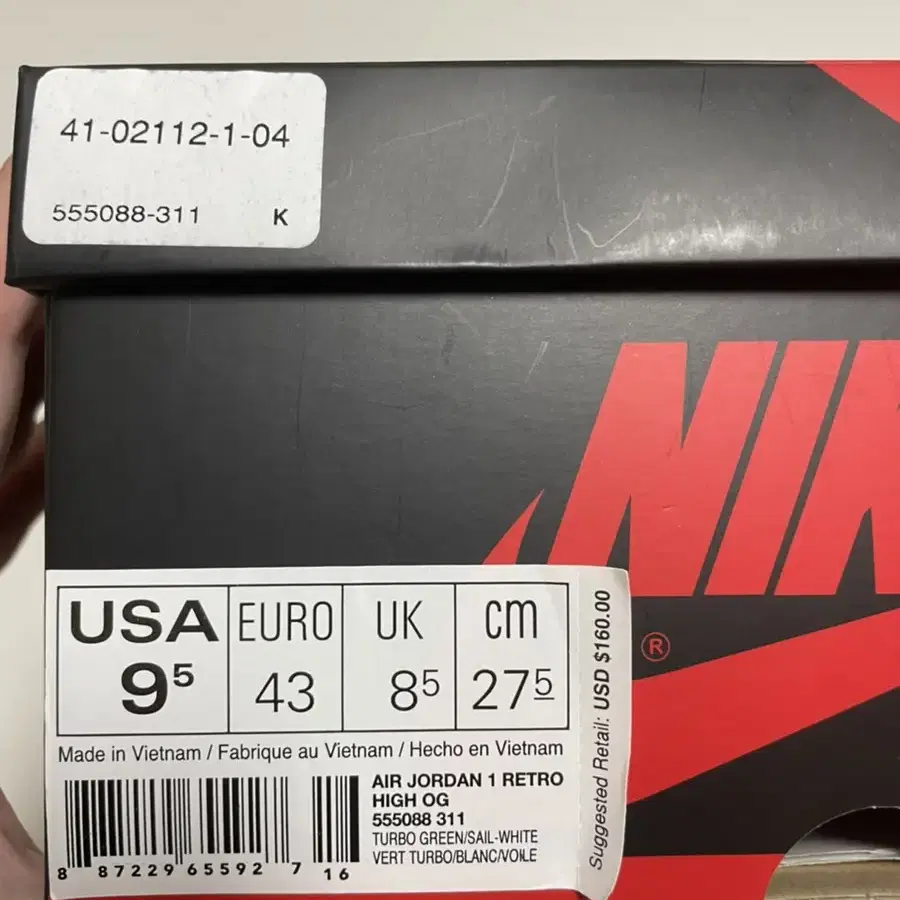 41-02112-1-04
555088-311 K
NIK
®
USA EURO UK cm
9⁵ 43 8⁵ 27⁵
Made in Vietnam / Fabrique au Vietnam / Hecho en Vietnam
AIR JORDAN 1 RETRO
HIGH OG
555088 311
TURBO GREEN/SAIL-WHITE
VERT TURBO/BLANC/VOILE
8 87229 65592 7 16
Suggested Retail: USD $160.00